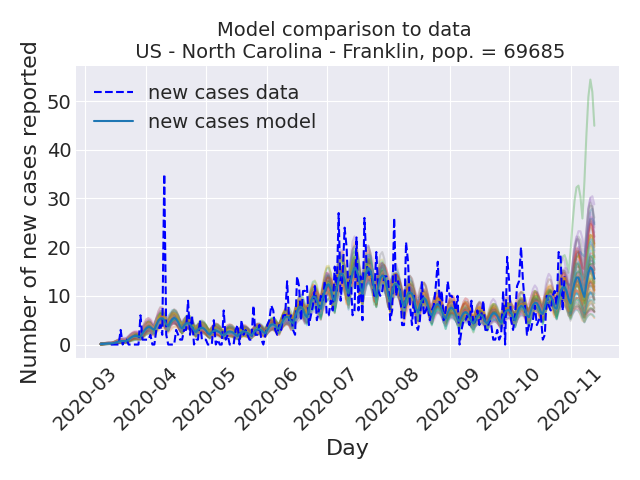 Model comparison to data
US - North Carolina - Franklin, pop. = 69685
Number of new cases reported
50
40
30
20
10
0
new cases data
new cases model
2020-03
2020-04
2020-05
2020-06
2020-07
2020-08
2020-09
2020-10
2020-11
Day